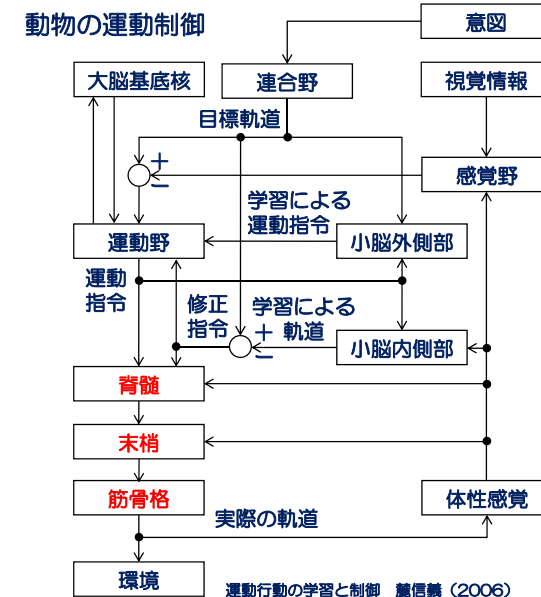 動物の運動制御
意図
大脳基底核
連合野
視覚情報
目標軌道
＋
－
感覚野
学習による
運動指令
運動野
小脳外側部
運動
指令
修正
指令
学習による
＋ 軌道
－
小脳内側部
脊髄
末梢
筋骨格
体性感覚
実際の軌道
環境
運動行動の学習と制御 麓信義（2006）